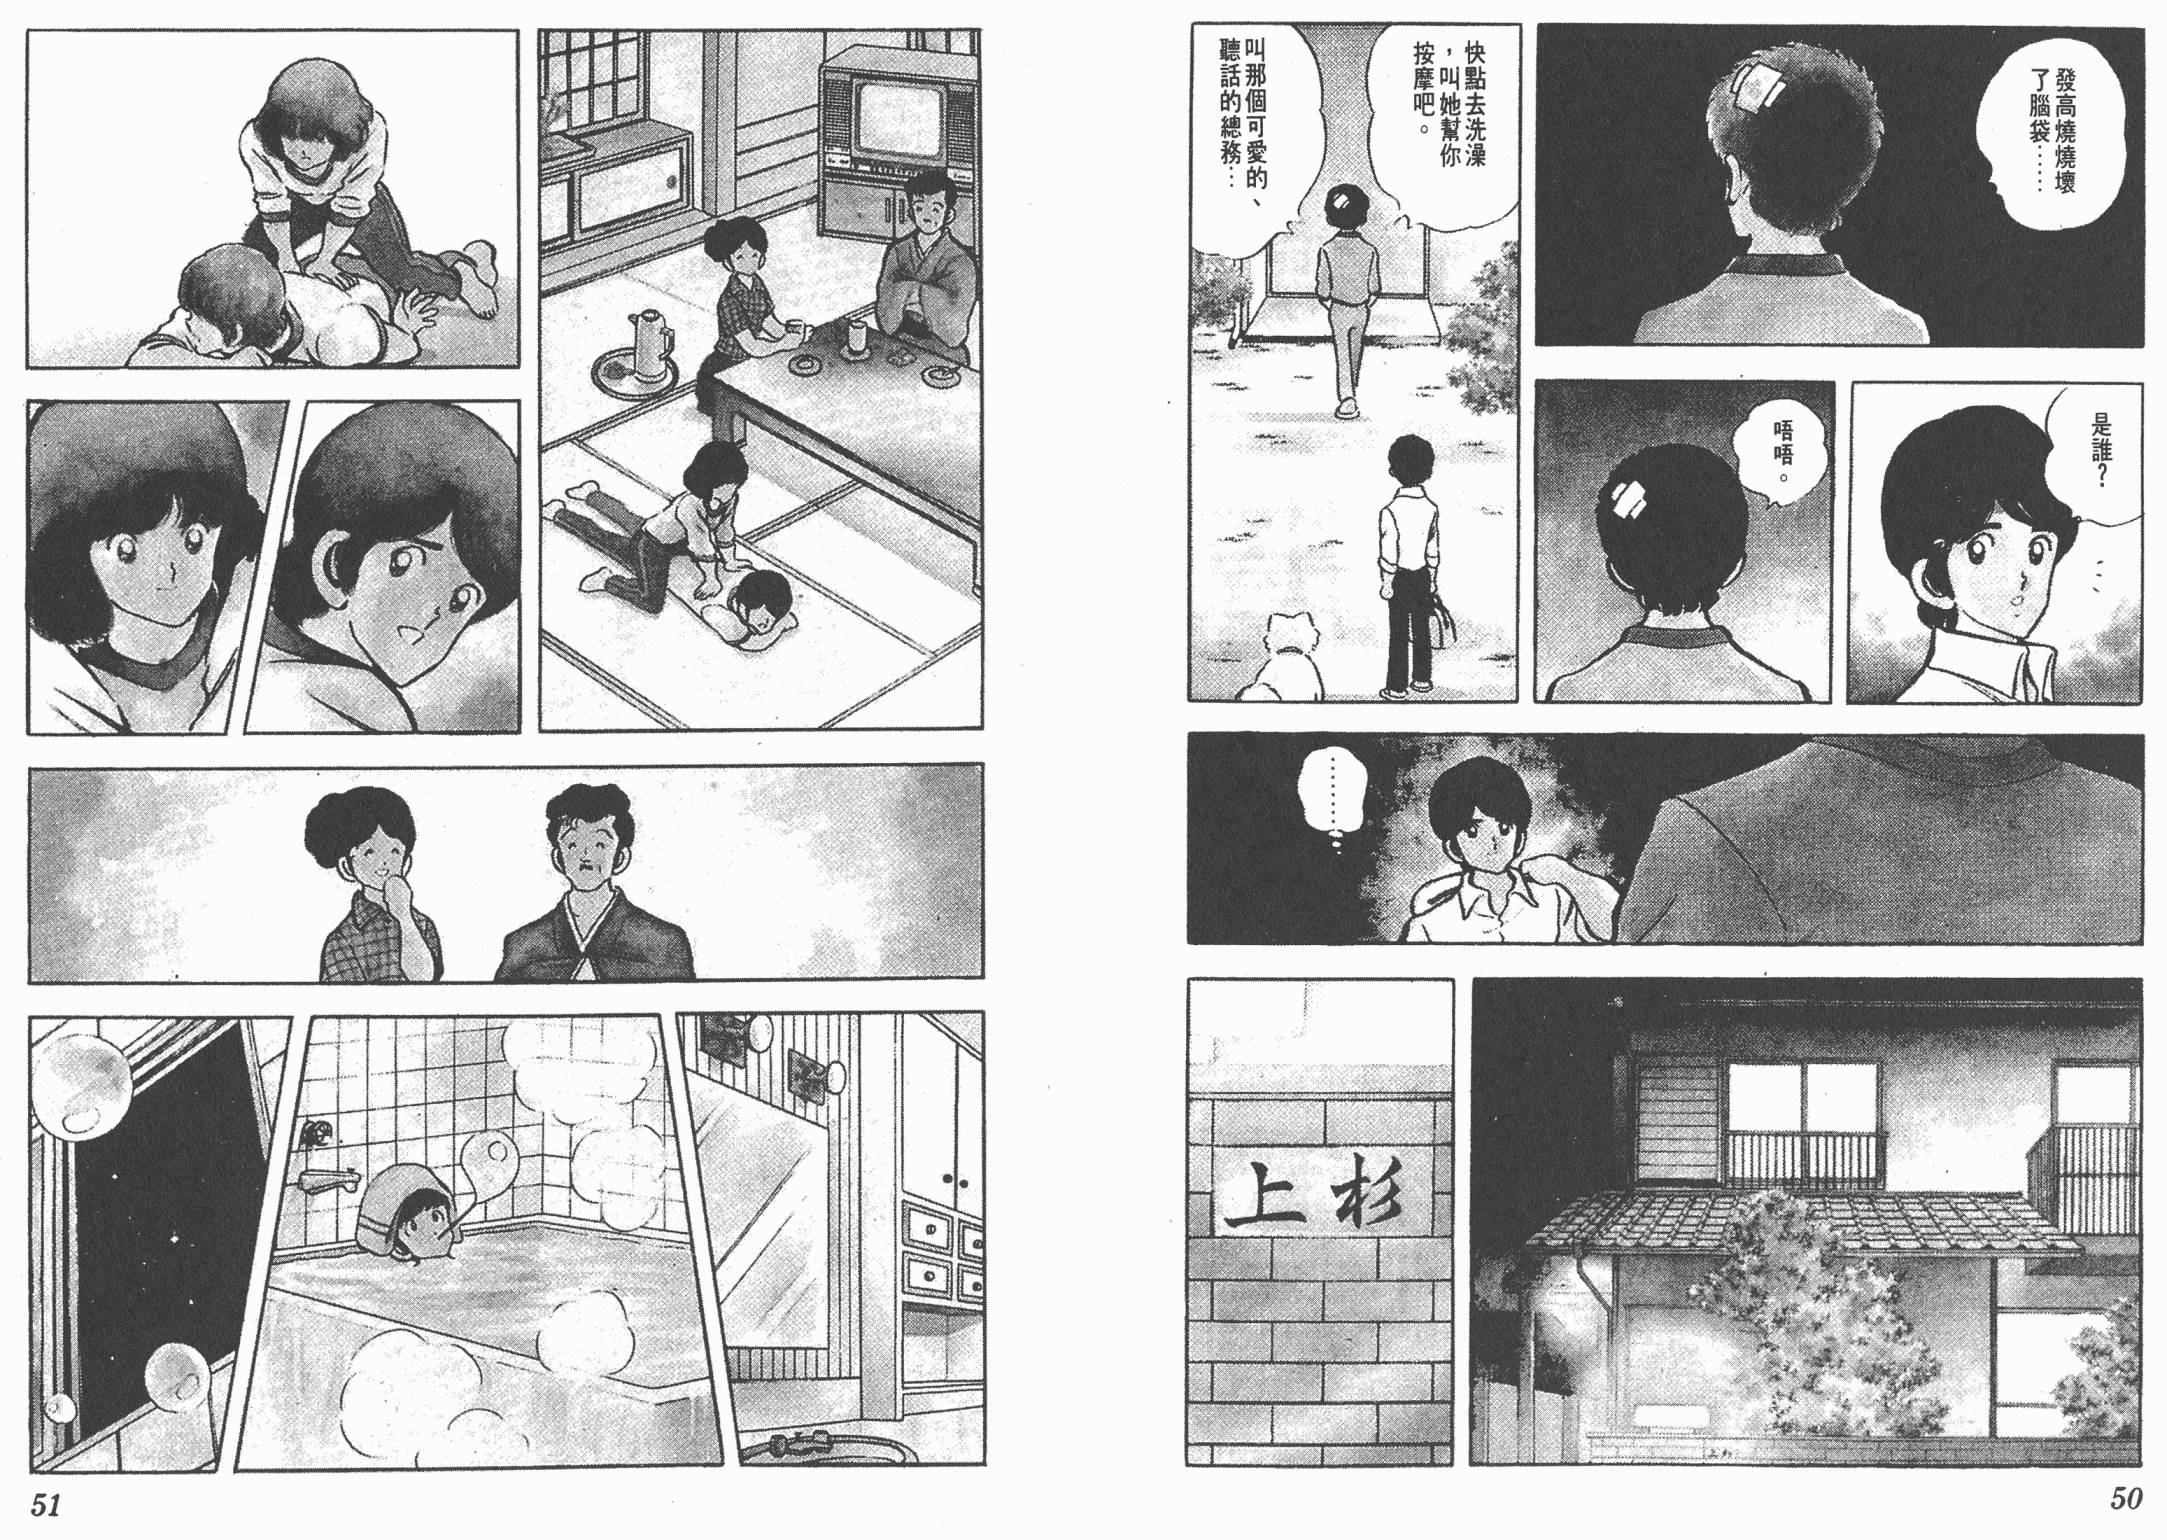 發高燒燒壞
了腦袋……
快點去洗澡
，叫她幫你
按摩吧。
叫那個可愛的、
聽話的總務…
是誰？
唔唔。
………
上杉
上杉
50
51